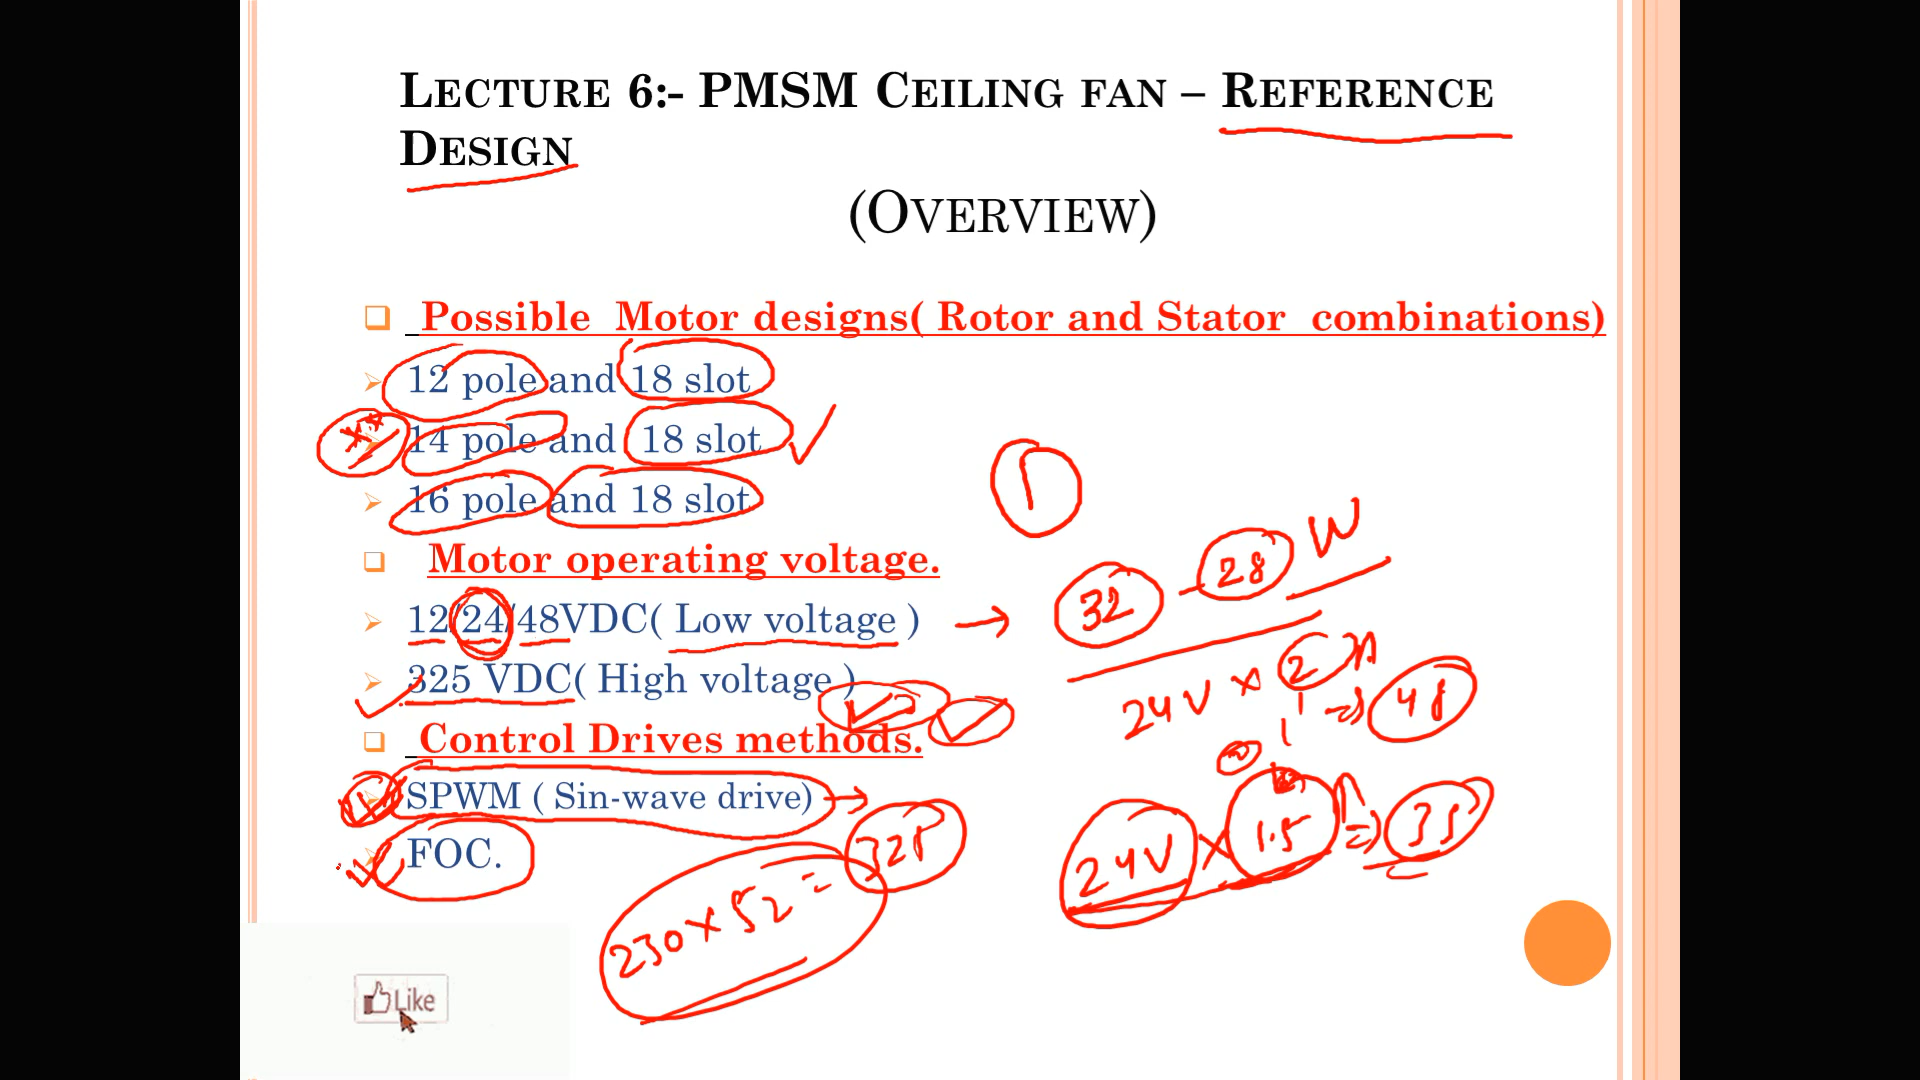 LECTURE 6:- PMSM CEILING FAN – REFERENCE
DESIGN
(OVERVIEW)
Possible Motor designs( Rotor and Stator combinations)
12 pole and 18 slot
14 pole and 18 slot
16 pole and 18 slot
1
Motor operating voltage.
32 - 28 W
12/24/48VDC( Low voltage )
24V × 2A => 48
325 VDC( High voltage )
Control Drives methods.
SPWM ( Sin-wave drive)
24V × 1.5A =>
FOC.
230 × √2 = 325
Like